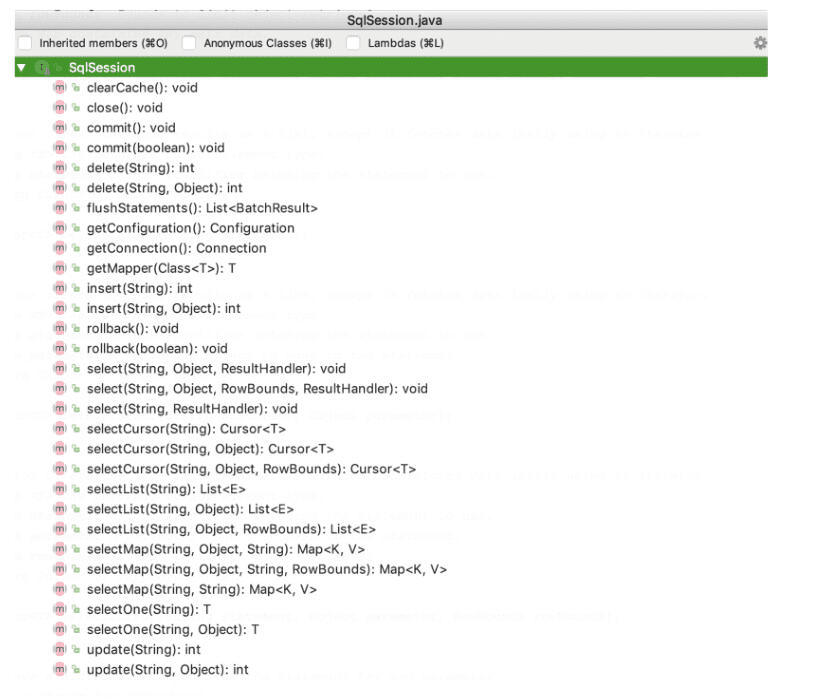 SqlSession.java
Inherited members (⌘O) Anonymous Classes (⌘I) Lambdas (⌘L)
SqlSession
clearCache(): void
close(): void
commit(): void
commit(boolean): void
delete(String): int
delete(String, Object): int
flushStatements(): List<BatchResult>
getConfiguration(): Configuration
getConnection(): Connection
getMapper(Class<T>): T
insert(String): int
insert(String, Object): int
rollback(): void
rollback(boolean): void
select(String, Object, ResultHandler): void
select(String, Object, RowBounds, ResultHandler): void
select(String, ResultHandler): void
selectCursor(String): Cursor<T>
selectCursor(String, Object): Cursor<T>
selectCursor(String, Object, RowBounds): Cursor<T>
selectList(String): List<E>
selectList(String, Object): List<E>
selectList(String, Object, RowBounds): List<E>
selectMap(String, Object, String): Map<K, V>
selectMap(String, Object, String, RowBounds): Map<K, V>
selectMap(String, String): Map<K, V>
selectOne(String): T
selectOne(String, Object): T
update(String): int
update(String, Object): int